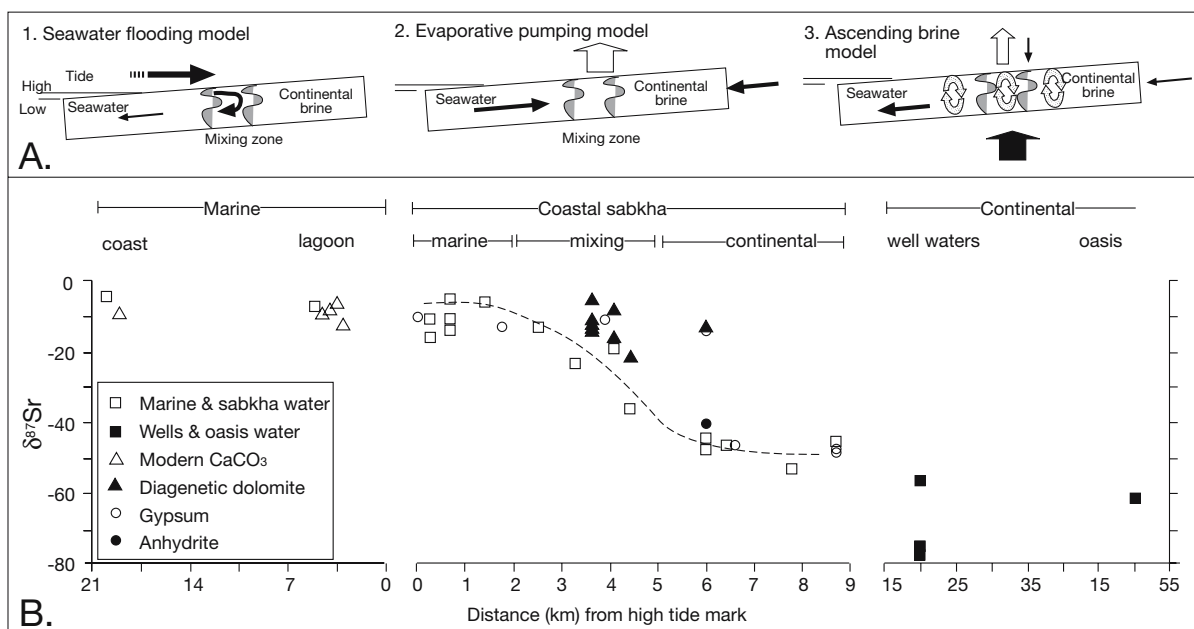 1. Seawater flooding model
2. Evaporative pumping model
3. Ascending brine
model
Tide
High
Low
Seawater
Continental
brine
Mixing zone
Seawater
Continental
brine
Mixing zone
Seawater
Continental
brine
A.
Marine
Coastal sabkha
Continental
coast
lagoon
marine
mixing
continental
well waters
oasis
δ87Sr
0
-20
-40
-60
-80
Marine & sabkha water
Wells & oasis water
Modern CaCO3
Diagenetic dolomite
Gypsum
Anhydrite
21 14 7 0
0 1 2 3 4 5 6 7 8 9
15 25 35 15 55
Distance (km) from high tide mark
B.